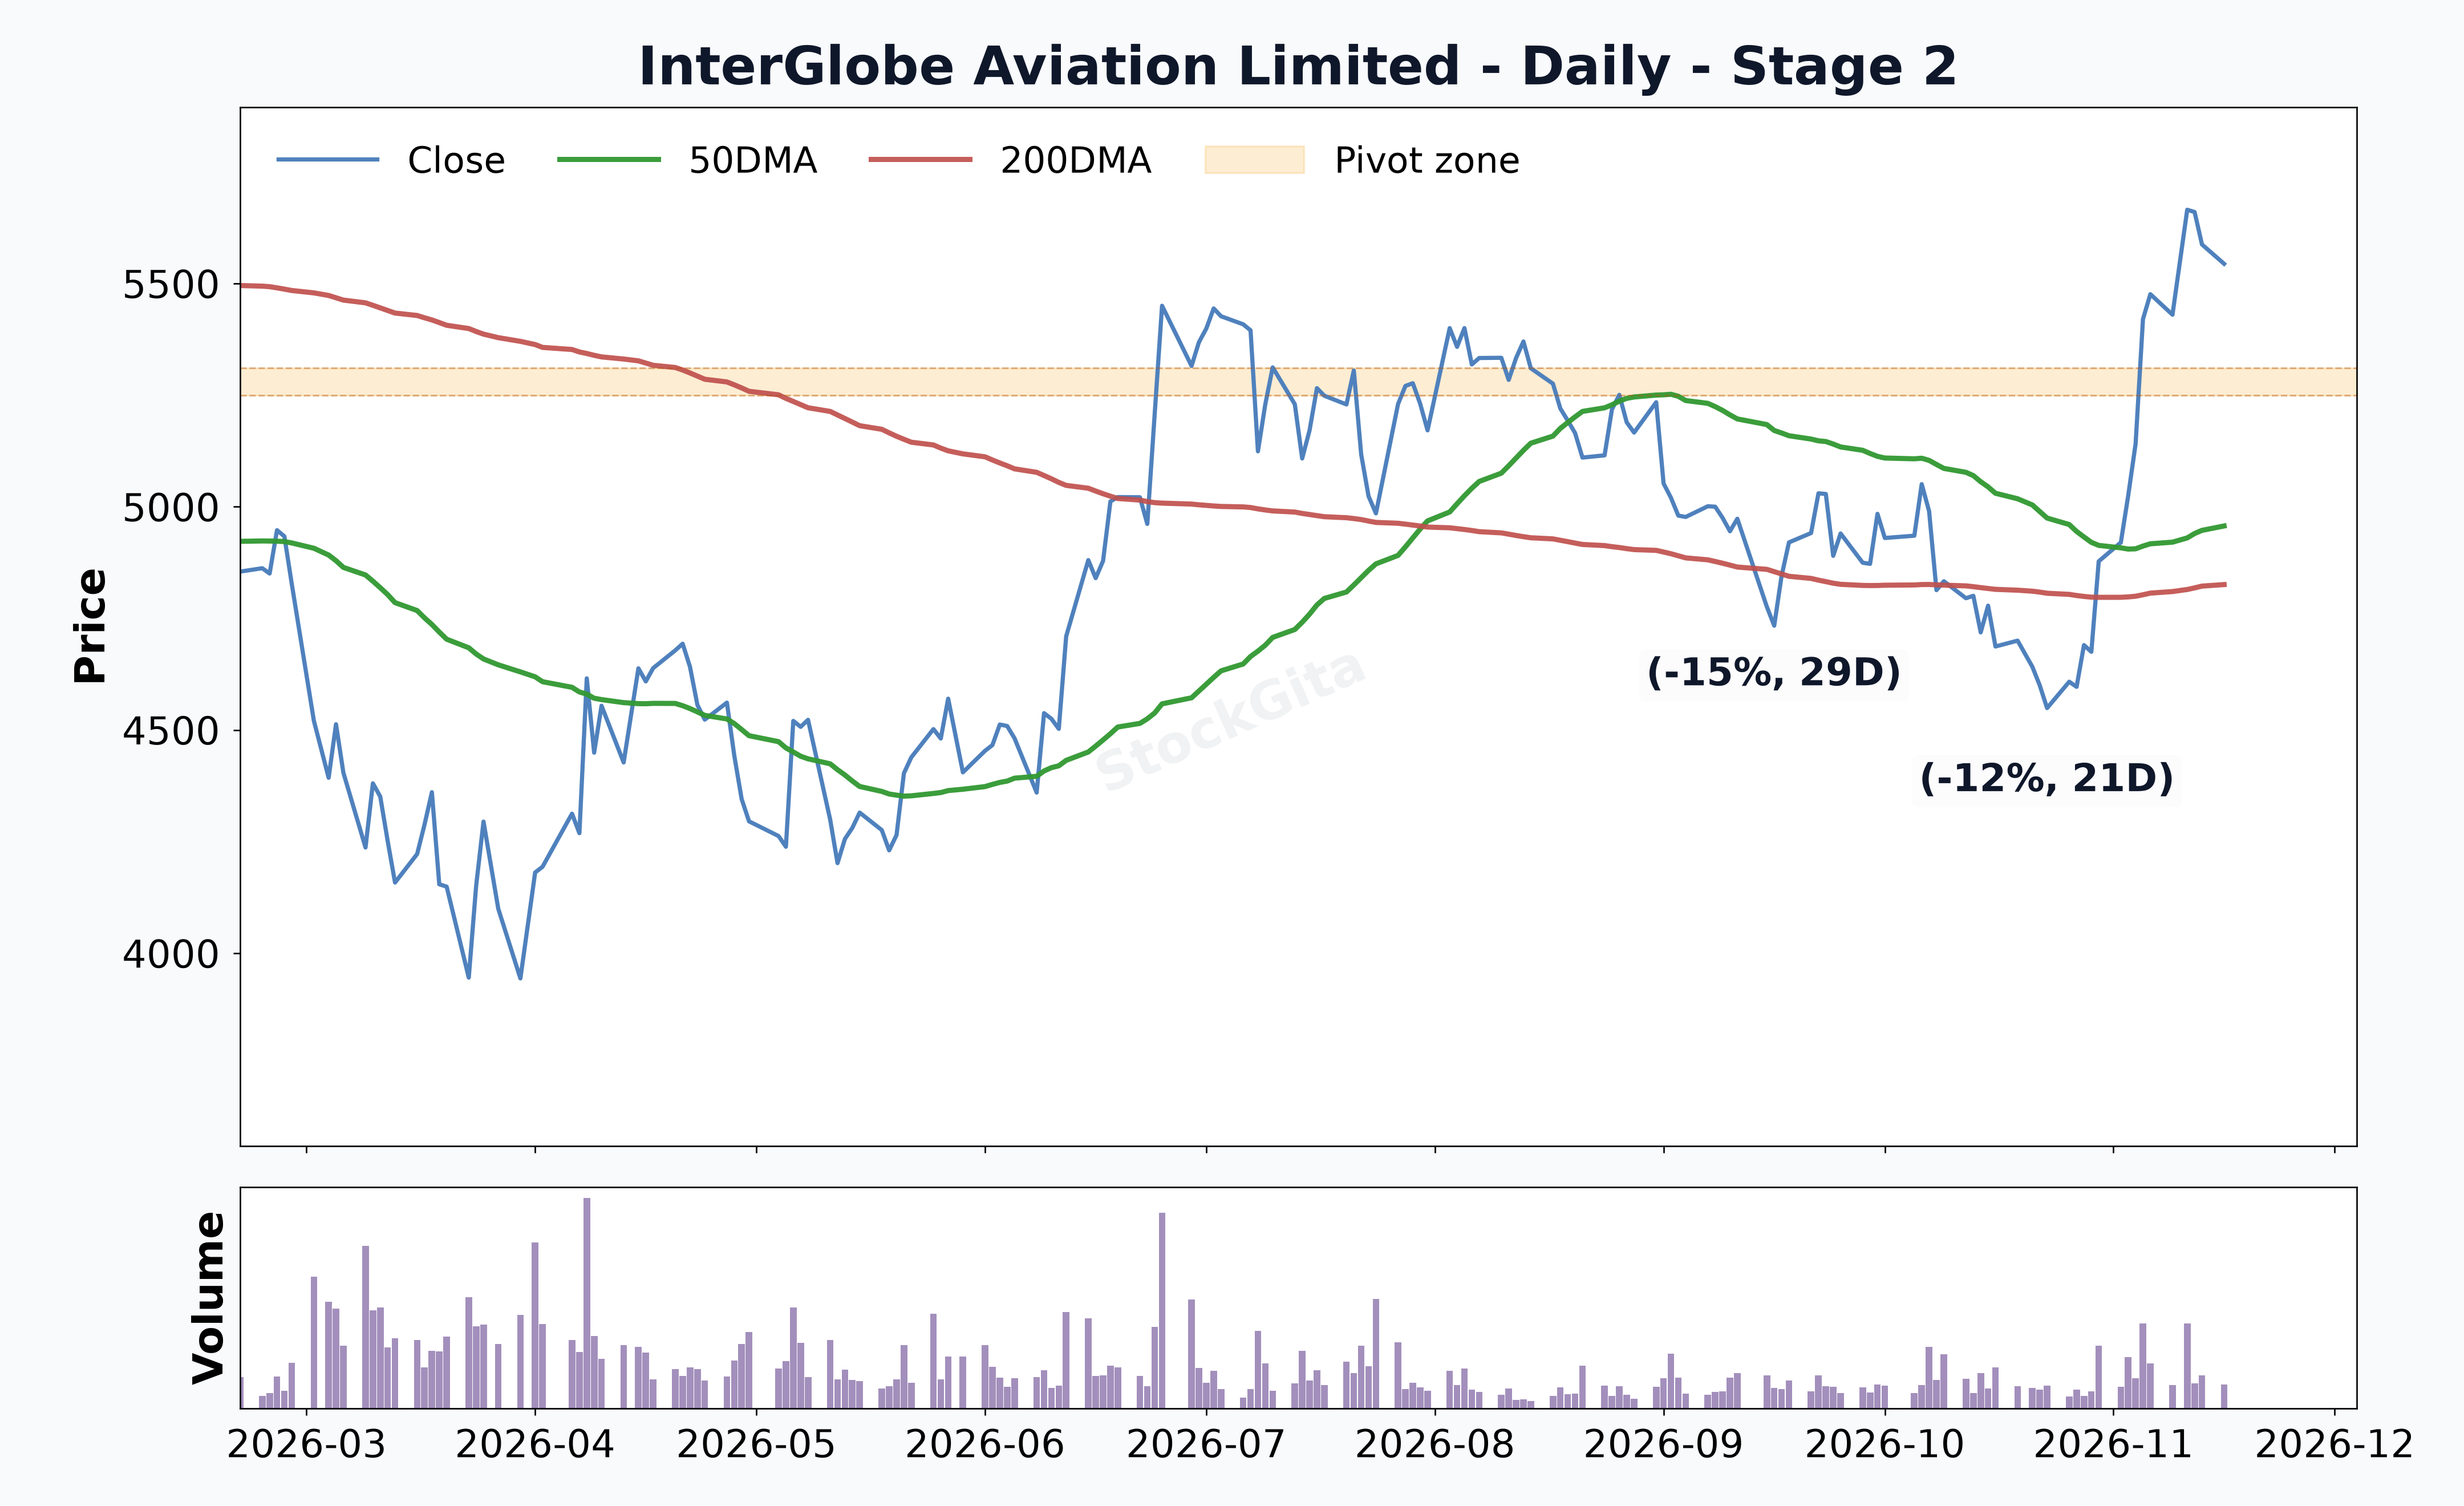 InterGlobe Aviation Limited - Daily - Stage 2
Close 50DMA 200DMA Pivot zone
5500
5000
4500
4000
Price
StockGita
(-15%, 29D)
(-12%, 21D)
Volume
2026-03 2026-04 2026-05 2026-06 2026-07 2026-08 2026-09 2026-10 2026-11 2026-12